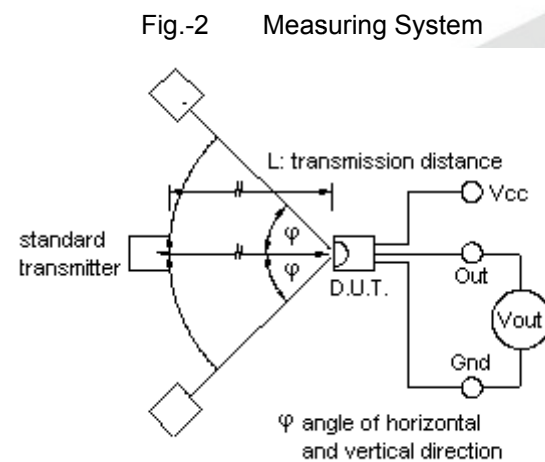 Fig.-2 Measuring System
L: transmission distance
Vcc
standard
transmitter
φ
φ
D.U.T.
Out
Vout
Gnd
φ angle of horizontal
and vertical direction